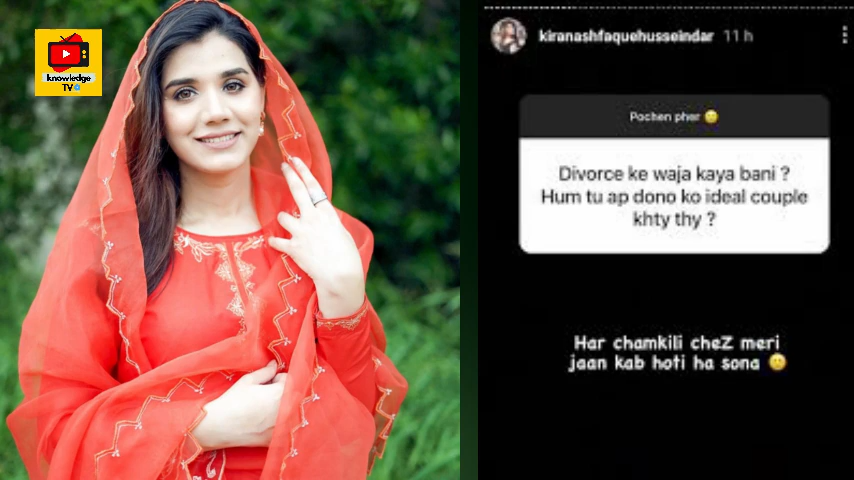 knowledge
TV
kiranashfaquehusseindar 11 h
Pochen pher
Divorce ke waja kaya bani ?
Hum tu ap dono ko ideal couple
khty thy ?
Har chamkili cheZ meri
jaan kab hoti ha sona